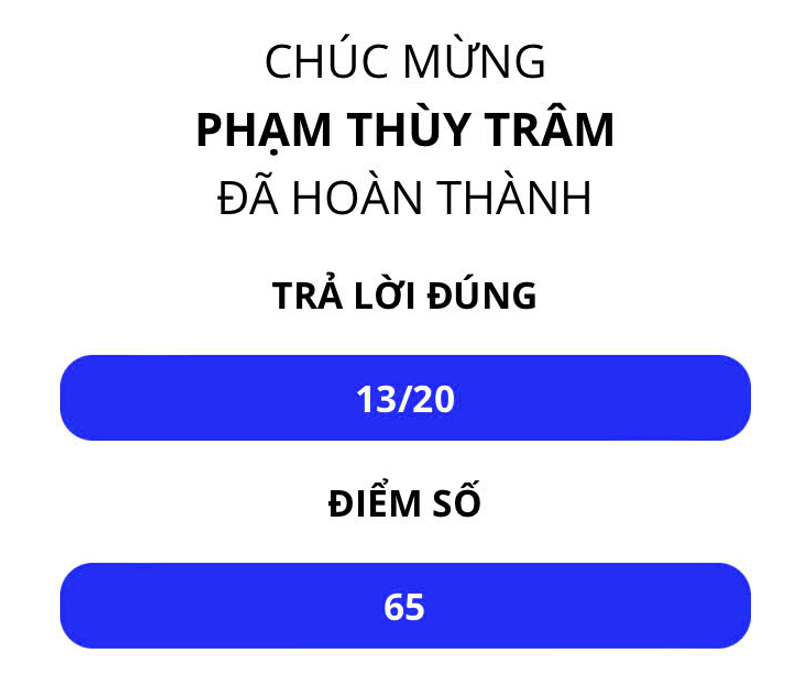 CHÚC MỪNG
PHẠM THÙY TRÂM
ĐÃ HOÀN THÀNH
TRẢ LỜI ĐÚNG
13/20
ĐIỂM SỐ
65